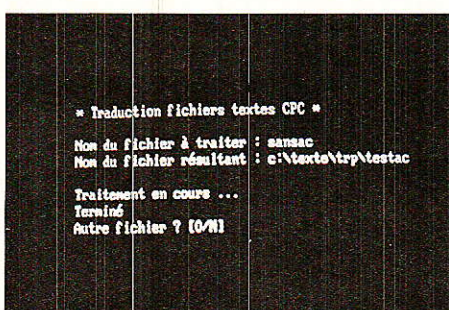 * Traduction fichiers textes CPC *
Nom du fichier à traiter : sansac
Nom du fichier résultant : c:\texte\trp\testac
Traitement en cours ...
Terminé
Autre fichier ? [O/N]